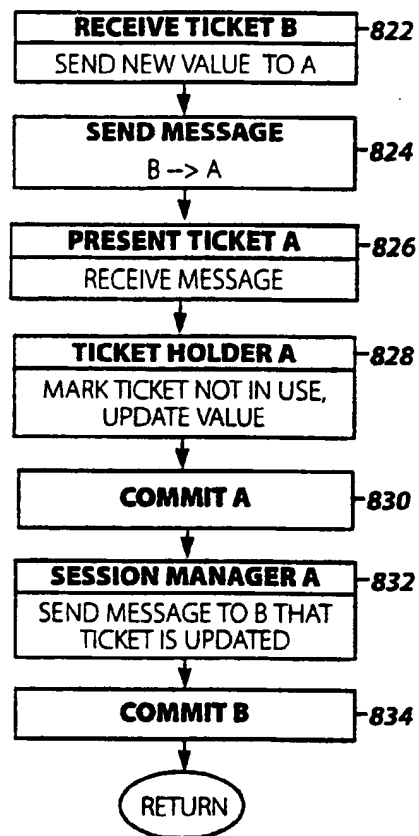 RECEIVE TICKET B
822
SEND NEW VALUE TO A
SEND MESSAGE
824
B --> A
PRESENT TICKET A
826
RECEIVE MESSAGE
TICKET HOLDER A
828
MARK TICKET NOT IN USE,
UPDATE VALUE
COMMIT A
830
SESSION MANAGER A
832
SEND MESSAGE TO B THAT
TICKET IS UPDATED
COMMIT B
834
RETURN